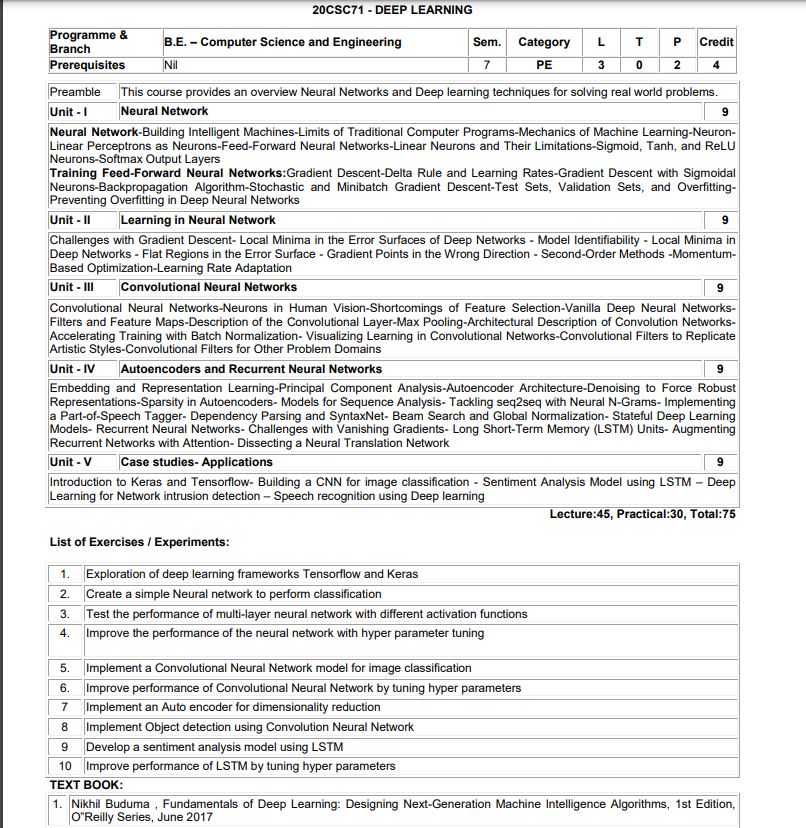 20CSC71 - DEEP LEARNING
Programme & Branch B.E. – Computer Science and Engineering Sem. Category L T P Credit
Prerequisites Nil 7 PE 3 0 2 4
Preamble This course provides an overview Neural Networks and Deep learning techniques for solving real world problems.
Unit - I Neural Network 9
Neural Network-Building Intelligent Machines-Limits of Traditional Computer Programs-Mechanics of Machine Learning-Neuron-
Linear Perceptrons as Neurons-Feed-Forward Neural Networks-Linear Neurons and Their Limitations-Sigmoid, Tanh, and ReLU
Neurons-Softmax Output Layers
Training Feed-Forward Neural Networks:Gradient Descent-Delta Rule and Learning Rates-Gradient Descent with Sigmoidal
Neurons-Backpropagation Algorithm-Stochastic and Minibatch Gradient Descent-Test Sets, Validation Sets, and Overfitting-
Preventing Overfitting in Deep Neural Networks
Unit - II Learning in Neural Network 9
Challenges with Gradient Descent- Local Minima in the Error Surfaces of Deep Networks - Model Identifiability - Local Minima in
Deep Networks - Flat Regions in the Error Surface - Gradient Points in the Wrong Direction - Second-Order Methods -Momentum-
Based Optimization-Learning Rate Adaptation
Unit - III Convolutional Neural Networks 9
Convolutional Neural Networks-Neurons in Human Vision-Shortcomings of Feature Selection-Vanilla Deep Neural Networks-
Filters and Feature Maps-Description of the Convolutional Layer-Max Pooling-Architectural Description of Convolution Networks-
Accelerating Training with Batch Normalization- Visualizing Learning in Convolutional Networks-Convolutional Filters to Replicate
Artistic Styles-Convolutional Filters for Other Problem Domains
Unit - IV Autoencoders and Recurrent Neural Networks 9
Embedding and Representation Learning-Principal Component Analysis-Autoencoder Architecture-Denoising to Force Robust
Representations-Sparsity in Autoencoders- Models for Sequence Analysis- Tackling seq2seq with Neural N-Grams- Implementing
a Part-of-Speech Tagger- Dependency Parsing and SyntaxNet- Beam Search and Global Normalization- Stateful Deep Learning
Models- Recurrent Neural Networks- Challenges with Vanishing Gradients- Long Short-Term Memory (LSTM) Units- Augmenting
Recurrent Networks with Attention- Dissecting a Neural Translation Network
Unit - V Case studies- Applications 9
Introduction to Keras and Tensorflow- Building a CNN for image classification - Sentiment Analysis Model using LSTM – Deep
Learning for Network intrusion detection – Speech recognition using Deep learning
Lecture:45, Practical:30, Total:75
List of Exercises / Experiments:
1. Exploration of deep learning frameworks Tensorflow and Keras
2. Create a simple Neural network to perform classification
3. Test the performance of multi-layer neural network with different activation functions
4. Improve the performance of the neural network with hyper parameter tuning
5. Implement a Convolutional Neural Network model for image classification
6. Improve performance of Convolutional Neural Network by tuning hyper parameters
7 Implement an Auto encoder for dimensionality reduction
8 Implement Object detection using Convolution Neural Network
9 Develop a sentiment analysis model using LSTM
10 Improve performance of LSTM by tuning hyper parameters
TEXT BOOK:
1. Nikhil Buduma , Fundamentals of Deep Learning: Designing Next-Generation Machine Intelligence Algorithms, 1st Edition,
O"Reilly Series, June 2017